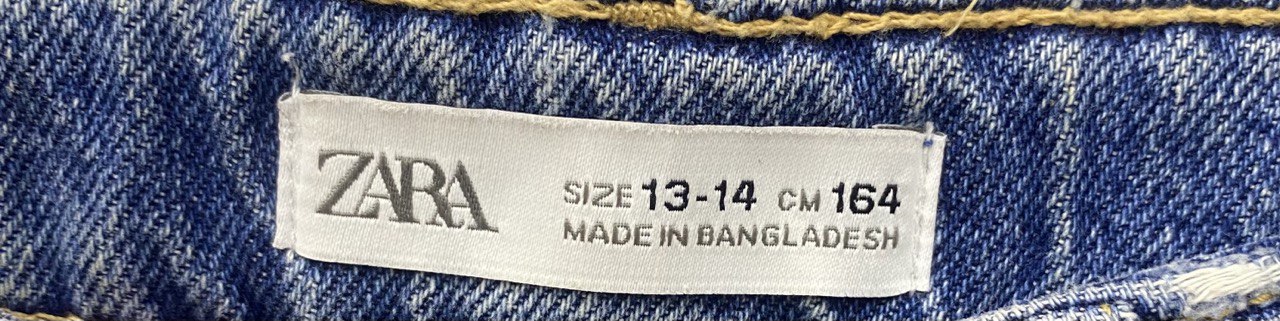 ZARA
SIZE 13-14 CM 164
MADE IN BANGLADESH